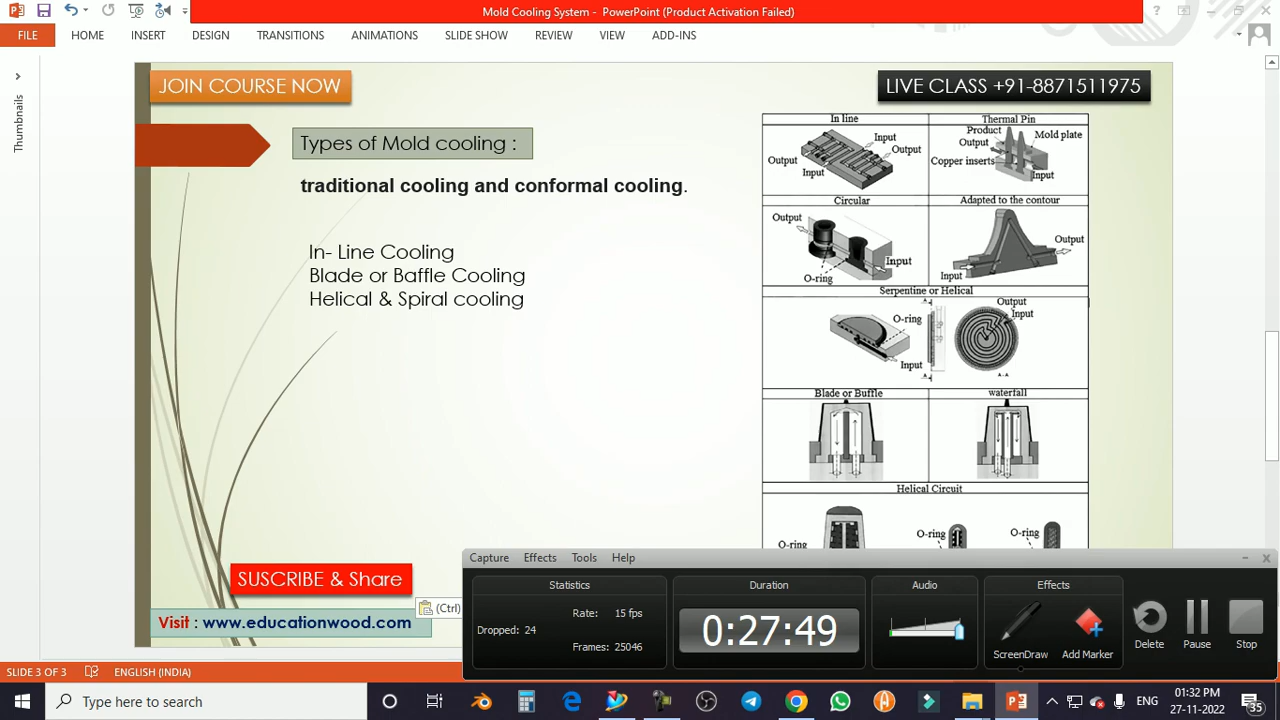 Mold Cooling System - PowerPoint (Product Activation Failed)
?
FILE HOME INSERT DESIGN TRANSITIONS ANIMATIONS SLIDE SHOW REVIEW VIEW ADD-INS
Thumbnails
JOIN COURSE NOW
LIVE CLASS +91-8871511975
Types of Mold cooling :
traditional cooling and conformal cooling.
In- Line Cooling
Blade or Baffle Cooling
Helical & Spiral cooling
In line
Input
Output
Output
Input
Thermal Pin
Product
Output
Mold plate
Copper inserts
Input
Circular
Output
Input
O-ring
Adapted to the contour
Output
Input
Serpentine or Helical
O-ring
Input
Output
Input
Blade or Buffle
waterfall
Helical Circuit
O-ring
O-ring
O-ring
SUSCRIBE & Share
Visit : www.educationwood.com
(Ctrl)
Capture Effects Tools Help
Statistics
Rate: 15 fps
Dropped: 24
Frames: 25046
Duration
0:27:49
Audio
Effects
ScreenDraw
Add Marker
Delete
Pause
Stop
SLIDE 3 OF 3 ENGLISH (INDIA)
Type here to search
ENG
01:32 PM
27-11-2022
35